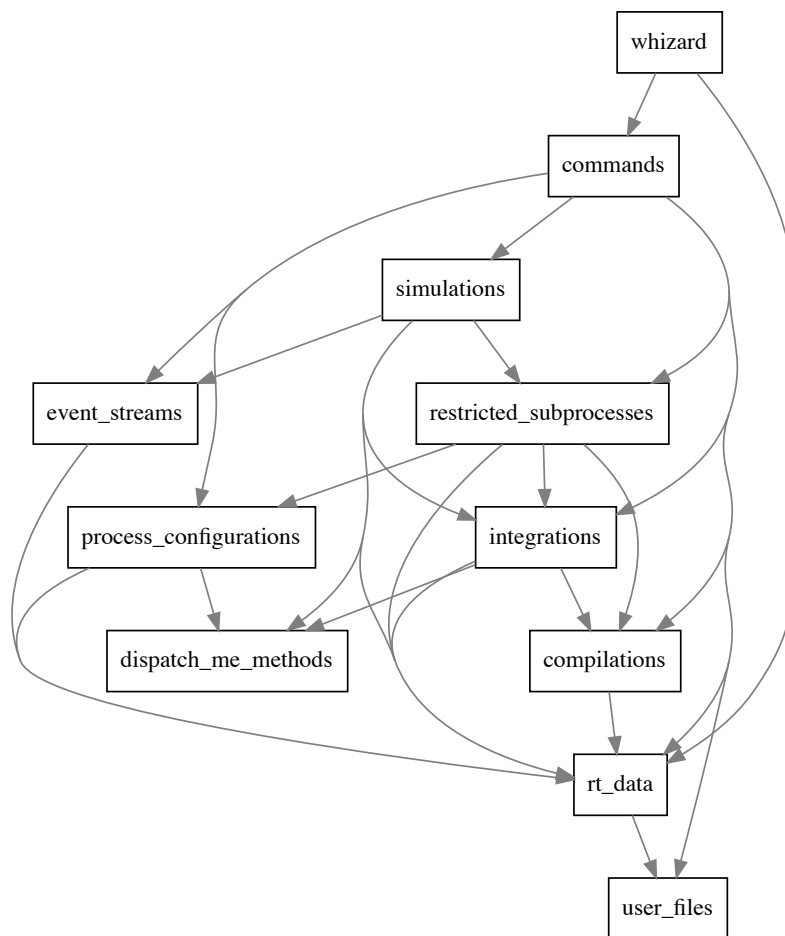 whizard
commands
simulations
event_streams
restricted_subprocesses
process_configurations
integrations
dispatch_me_methods
compilations
rt_data
user_files